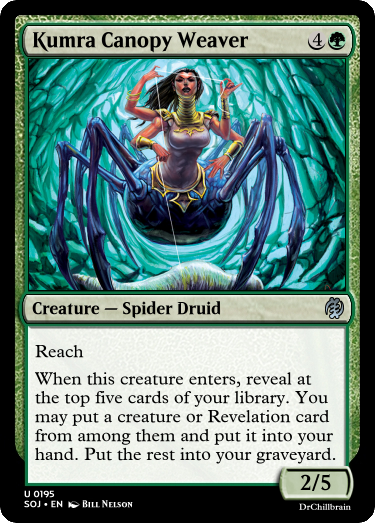 Kumra Canopy Weaver 4
Creature — Spider Druid
Reach
When this creature enters, reveal at
the top five cards of your library. You
may put a creature or Revelation card
from among them and put it into your
hand. Put the rest into your graveyard.
2/5
U 0195
SOJ • EN Bill Nelson
DrChillbrain